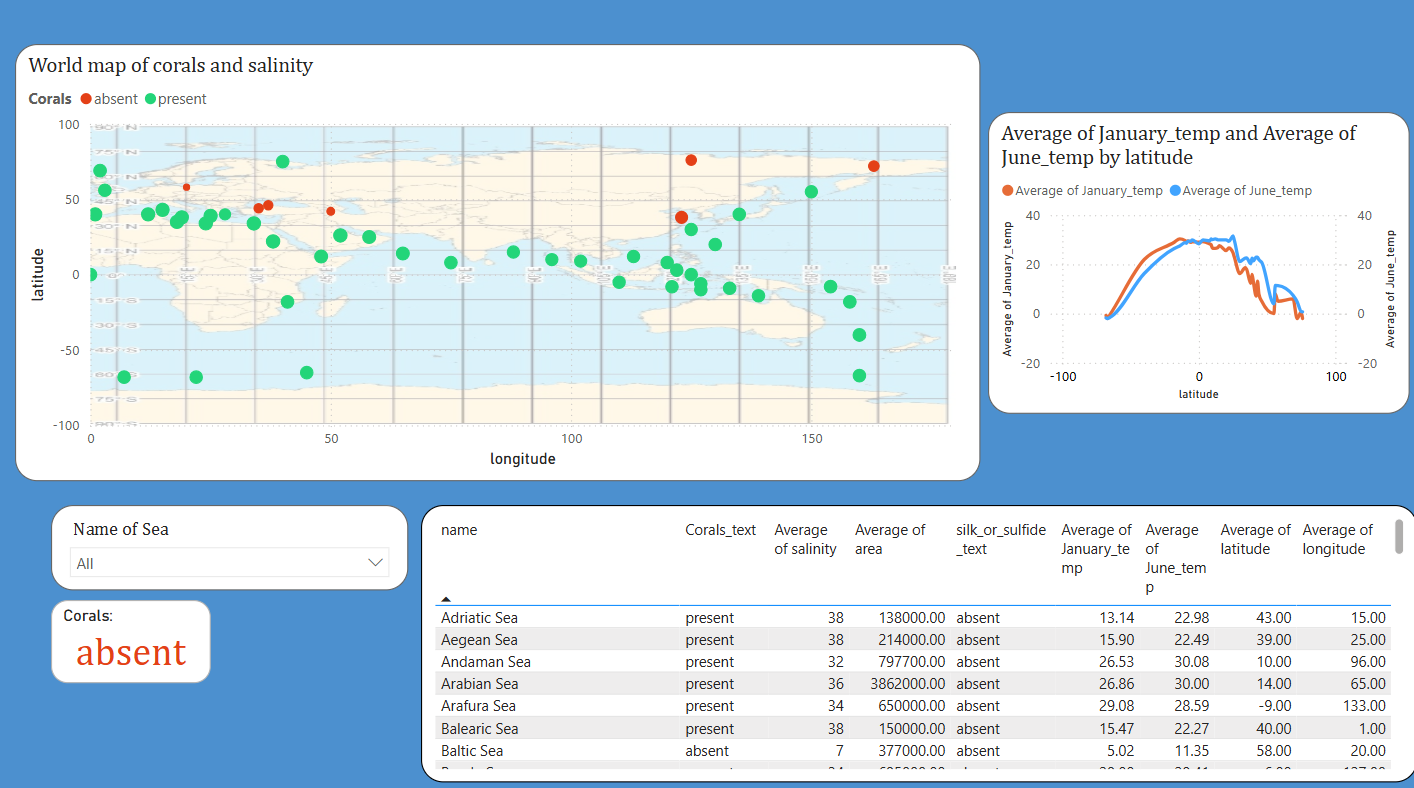 World map of corals and salinity
Corals absent present
100
50
0
-50
-100
latitude
0 50 100 150
longitude
Average of January_temp and Average of
June_temp by latitude
Average of January_temp Average of June_temp
40 40
20 20
0 0
-20 -20
Average of January_temp
Average of June_temp
-100 0 100
latitude
Name of Sea
All
Corals:
absent
name Corals_text Average of salinity Average of area silk_or_sulfide_text Average of January_temp Average of June_temp Average of latitude Average of longitude
Adriatic Sea present 38 138000.00 absent 13.14 22.98 43.00 15.00
Aegean Sea present 38 214000.00 absent 15.90 22.49 39.00 25.00
Andaman Sea present 32 797700.00 absent 26.53 30.08 10.00 96.00
Arabian Sea present 36 3862000.00 absent 26.86 30.00 14.00 65.00
Arafura Sea present 34 650000.00 absent 29.08 28.59 -9.00 133.00
Balearic Sea present 38 150000.00 absent 15.47 22.27 40.00 1.00
Baltic Sea absent 7 377000.00 absent 5.02 11.35 58.00 20.00